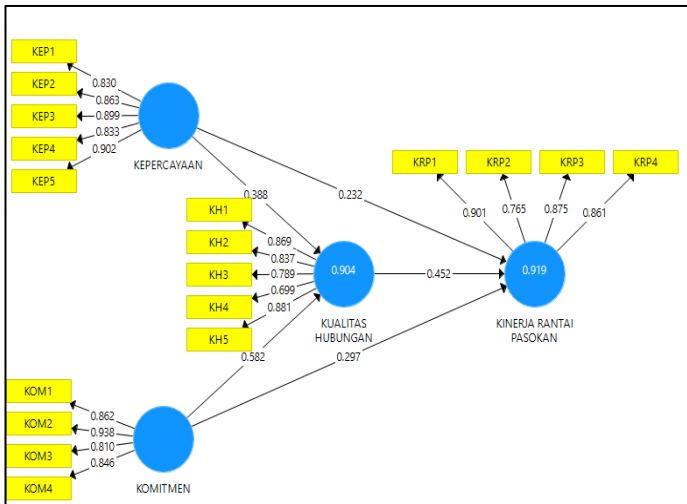 KEP1
KEP2
KEP3
KEP4
KEP5
0.830
0.863
0.899
0.833
0.902
KEPERCAYAAN
KRP1
KRP2
KRP3
KRP4
0.901
0.765
0.875
0.861
0.388
0.232
KH1
KH2
KH3
KH4
KH5
0.869
0.837
0.789
0.699
0.881
0.904
KUALITAS
HUBUNGAN
0.452
0.919
KINERJA RANTAI
PASOKAN
0.582
0.297
KOM1
KOM2
KOM3
KOM4
0.862
0.938
0.810
0.846
KOMITMEN